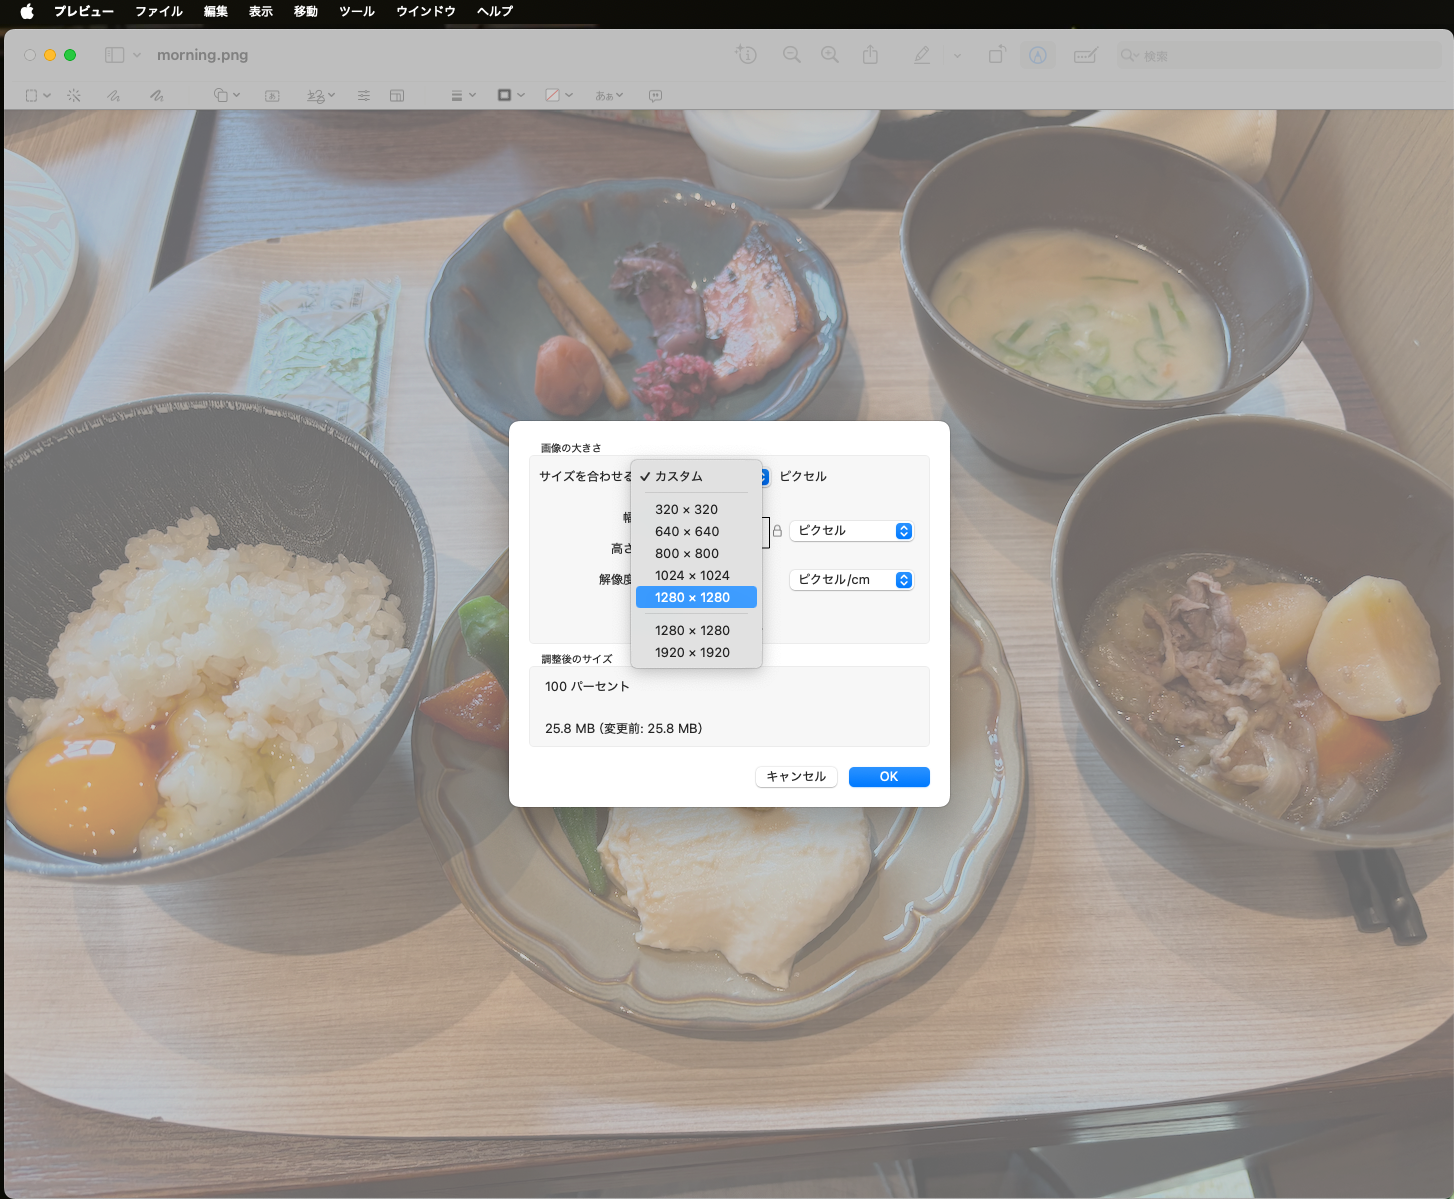 プレビュー ファイル 編集 表示 移動 ツール ウインドウ ヘルプ
morning.png
検索
あぁ
画像の大きさ
サイズを合わせる
✓ カスタム
ピクセル
320 × 320
幅
640 × 640
ピクセル
高さ
800 × 800
解像度
1024 × 1024
ピクセル/cm
1280 × 1280
1280 × 1280
1920 × 1920
調整後のサイズ
100 パーセント
25.8 MB (変更前: 25.8 MB)
キャンセル OK